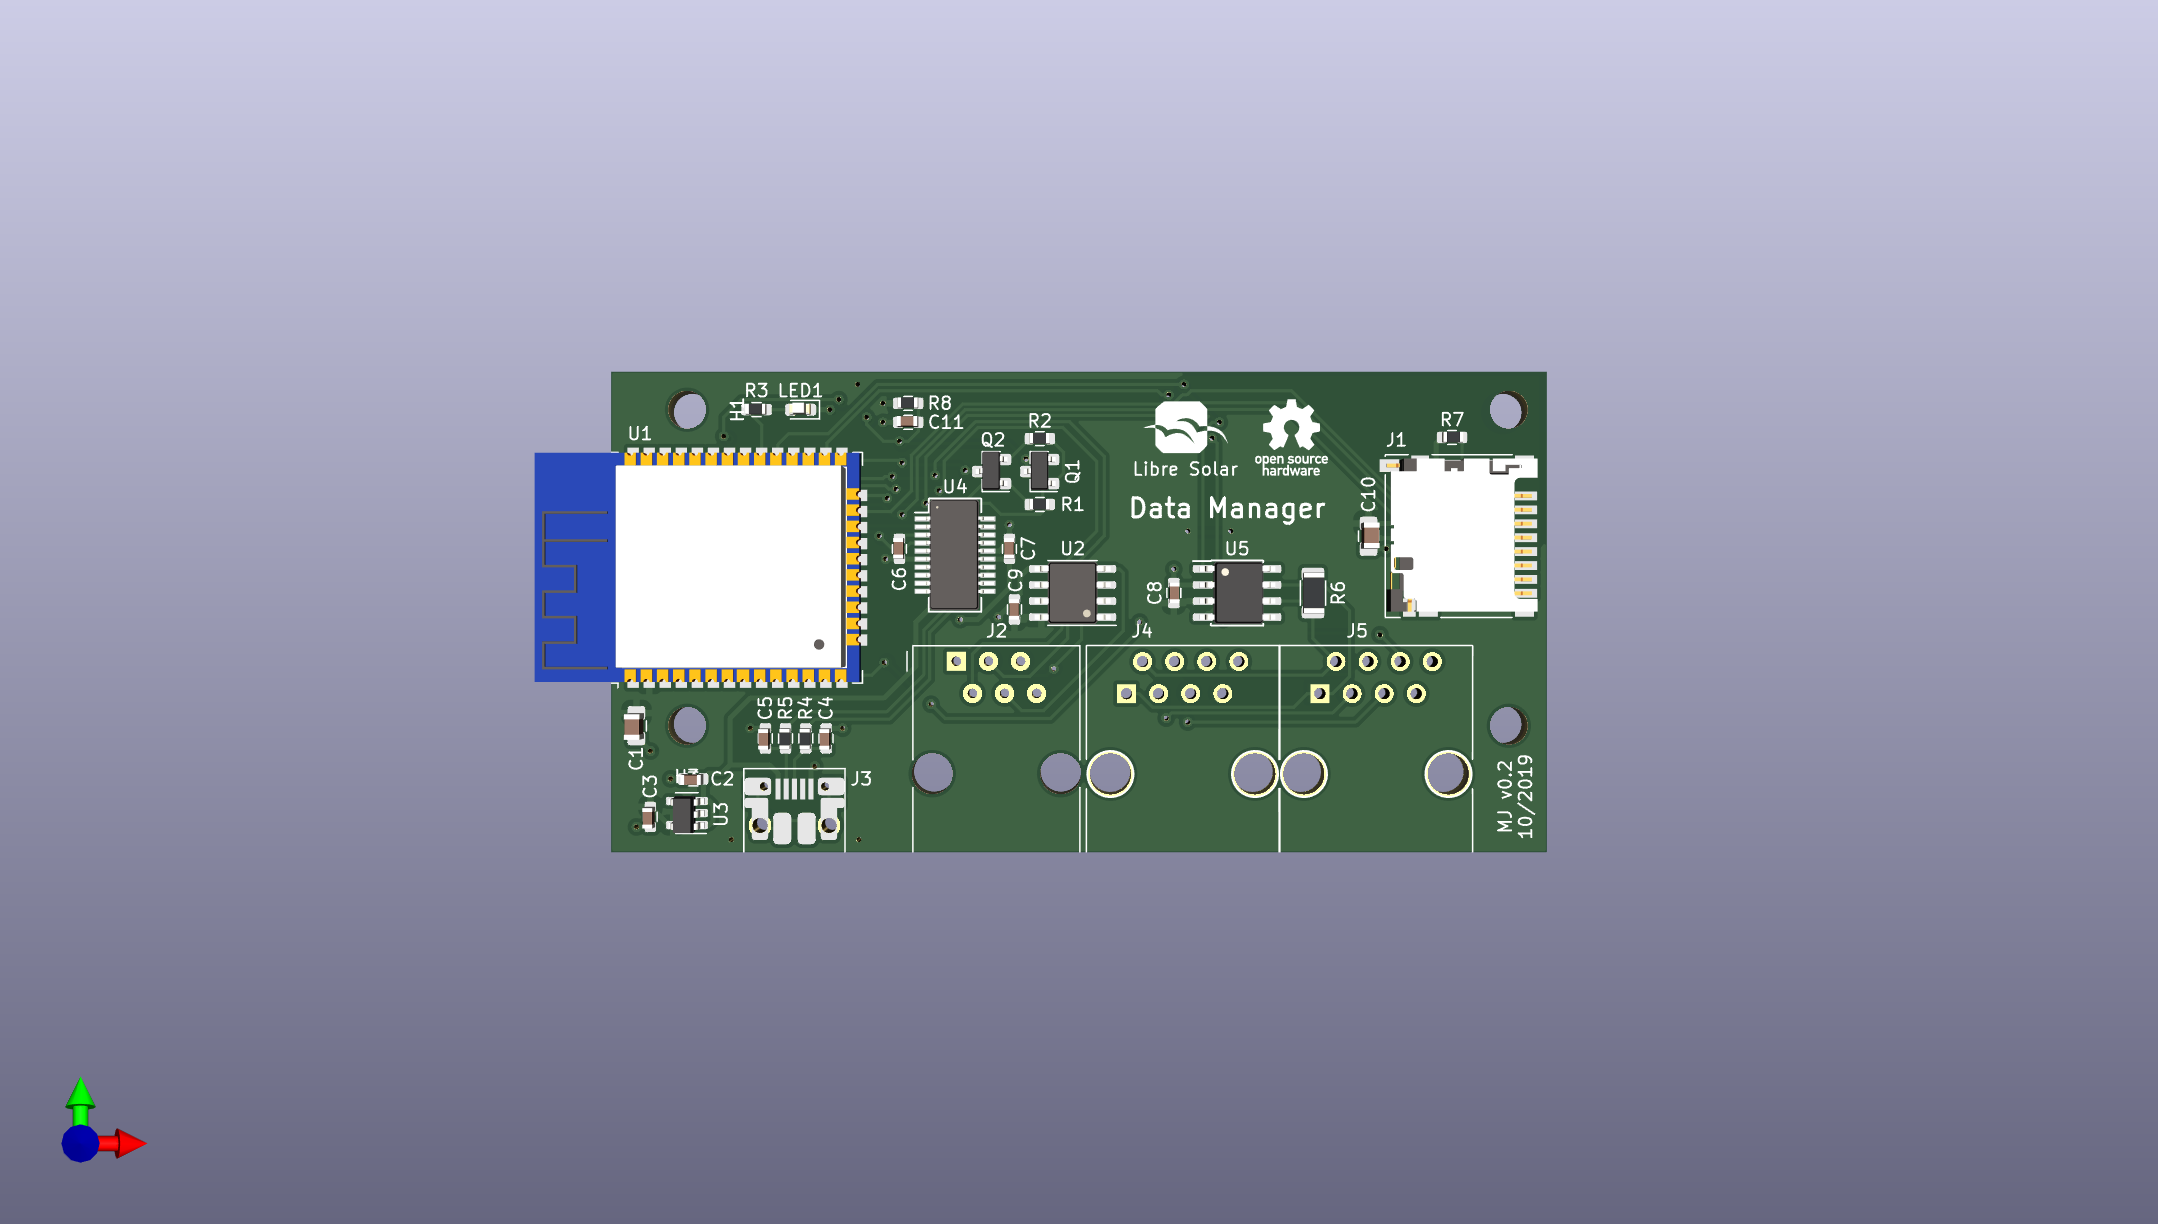 R3 LED1
H1
R8
C11
U1
R2
Q2
Q1
U4
R1
Libre Solar
open source
hardware
Data Manager
R7
J1
C10
C6
C7
C9
U2
C8
U5
R6
J2
J4
J5
C1
C5
R5
R4
C4
C2
C3
U3
J3
MJ v0.2
10/2019